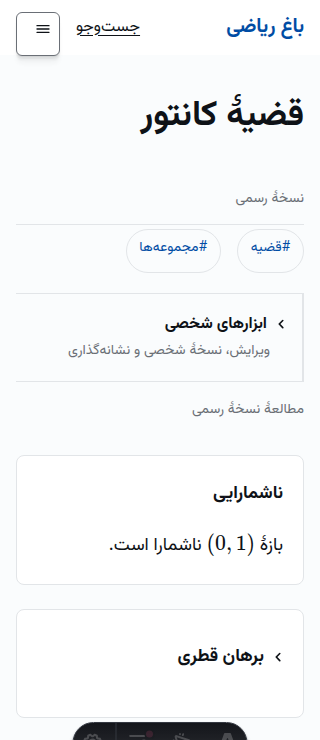 باغ ریاضی
جست‌وجو
قضیهٔ کانتور
نسخهٔ رسمی
#قضیه
#مجموعه‌ها
ابزارهای شخصی
ویرایش، نسخهٔ شخصی و نشانه‌گذاری
مطالعهٔ نسخهٔ رسمی
ناشمارایی
بازهٔ (0, 1) ناشمارا است.
برهان قطری